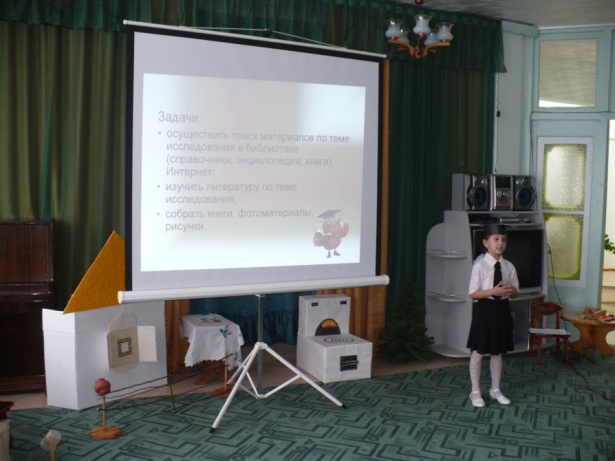 Задачи:
• осуществить поиск материалов по теме
исследование в библиотеке
(справочники, энциклопедии, книги),
Интернет;
• изучить литературу по теме
исследования;
• собрать книги, фотоматериалы,
рисунки.